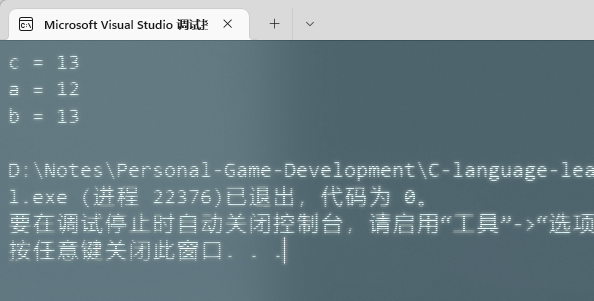 Microsoft Visual Studio 调试
c = 13
a = 12
b = 13
D:\Notes\Personal-Game-Development\C-language-lea
1.exe (进程 22376)已退出，代码为 0。
要在调试停止时自动关闭控制台，请启用“工具”->“选项
按任意键关闭此窗口. . .